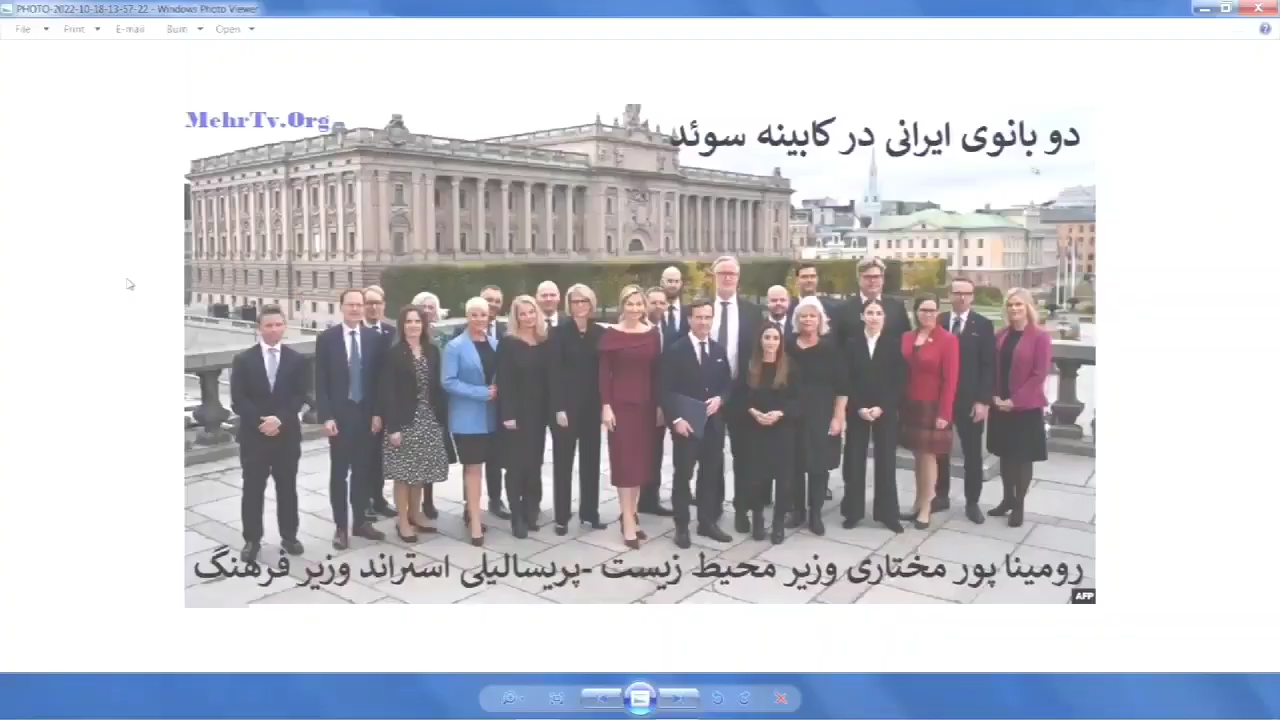 PHOTO-2022-10-18-13-57-22 - Windows Photo Viewer
File Print E-mail Burn Open
MehrTv.Org
دو بانوی ایرانی در کابینه سوئد
رومینا پور مختاری وزیر محیط زیست -پریسالیلی استراند وزیر فرهنگ
AFP